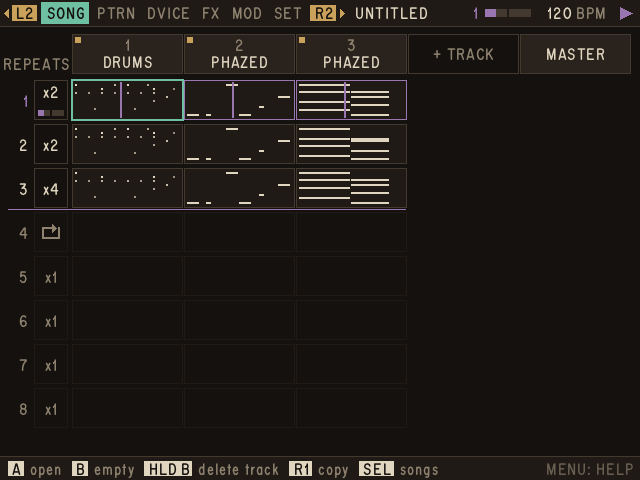 L2 SONG PTRN DVICE FX MOD SET R2 UNTITLED 1 120 BPM
1 2 3
REPEATS DRUMS PHAZED PHAZED + TRACK MASTER
1 x2
2 x2
3 x4
4
5 x1
6 x1
7 x1
8 x1
A open B empty HLD B delete track R1 copy SEL songs MENU: HELP